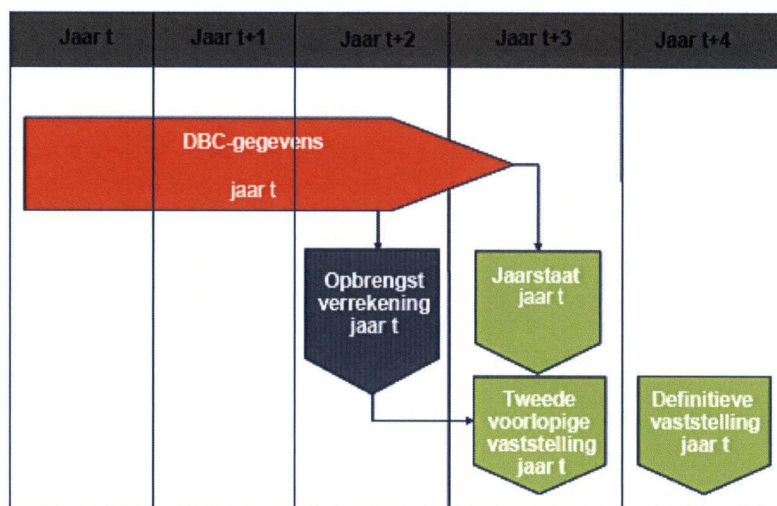 Jaar t
Jaar t+1
Jaar t+2
Jaar t+3
Jaar t+4
DBC-gegevens
jaar t
Opbrengst
verrekening
jaar t
Jaarstaat
jaar t
Tweede
voorlopige
vaststelling
jaar t
Definitieve
vaststelling
jaar t